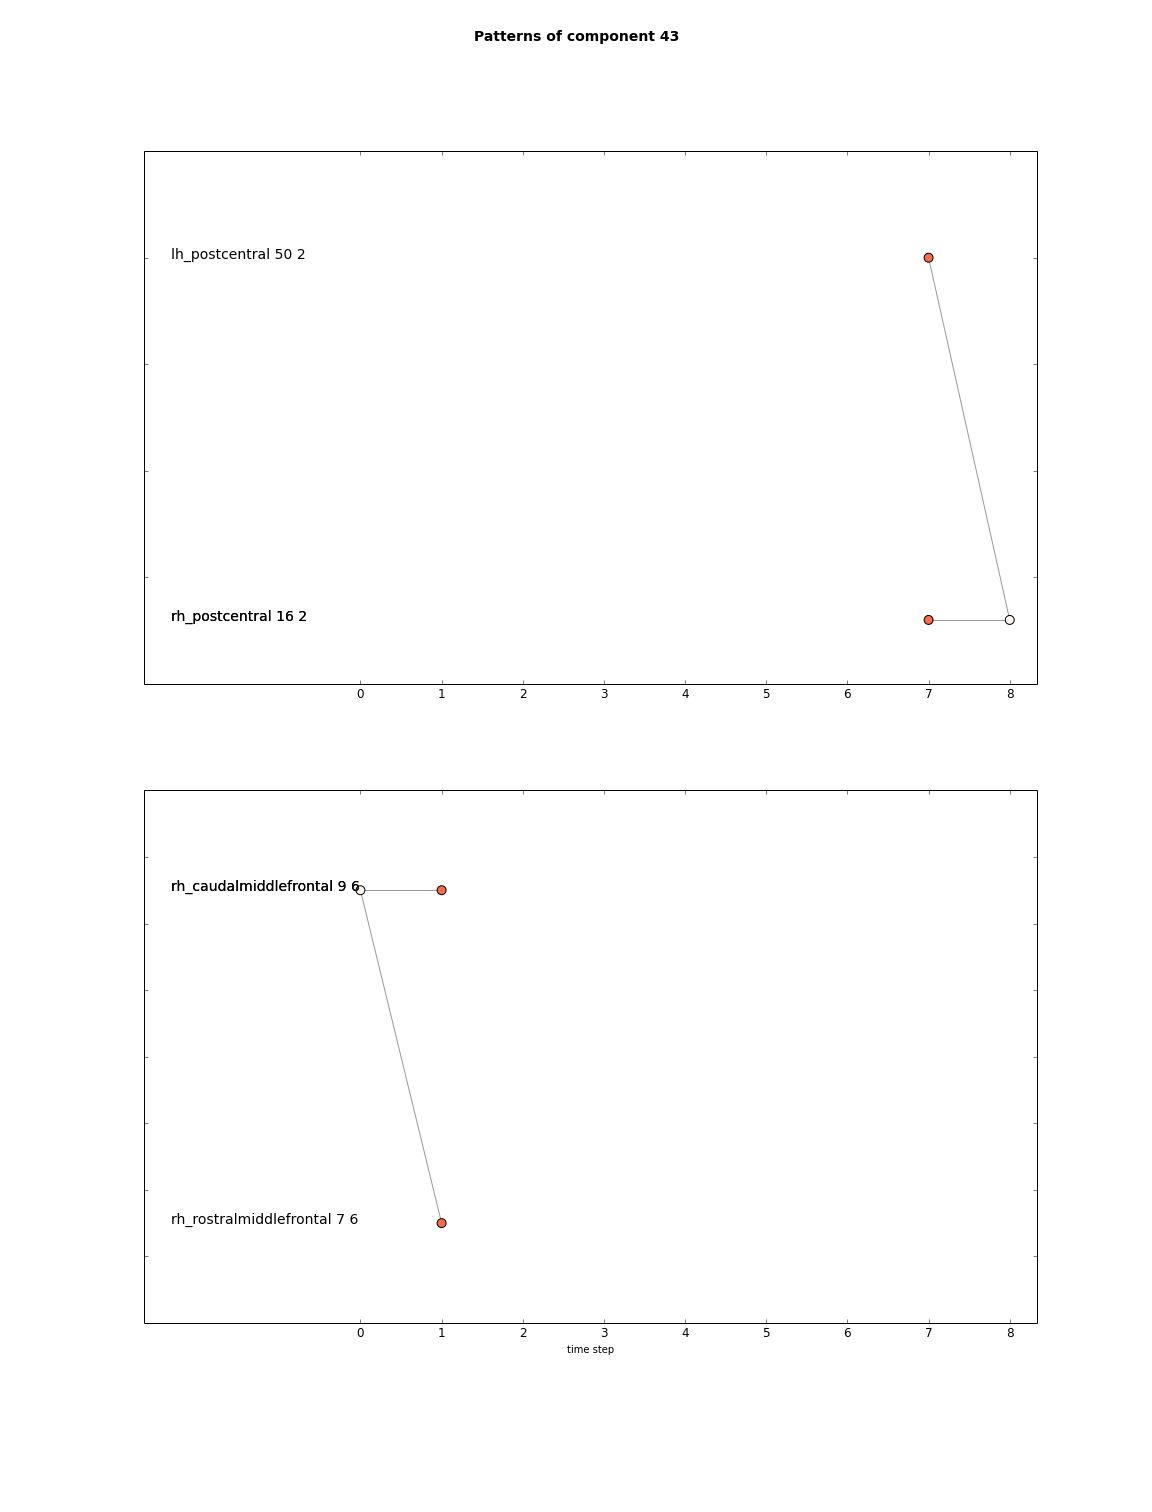 Patterns of component 43
lh_postcentral 50 2
rh_postcentral 16 2
0 1 2 3 4 5 6 7 8
rh_caudalmiddlefrontal 9 6
rh_rostralmiddlefrontal 7 6
0 1 2 3 4 5 6 7 8
time step